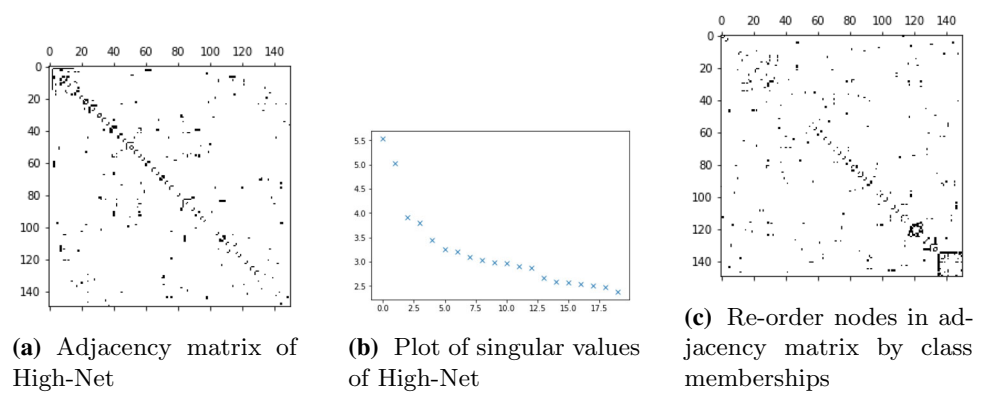 0 20 40 60 80 100 120 140
0
20
40
60
80
100
120
140
(a) Adjacency matrix of
High-Net
5.5
5.0
4.5
4.0
3.5
3.0
2.5
0.0 2.5 5.0 7.5 10.0 12.5 15.0 17.5
(b) Plot of singular values
of High-Net
0 20 40 60 80 100 120 140
0
20
40
60
80
100
120
140
(c) Re-order nodes in ad-
jacency matrix by class
memberships